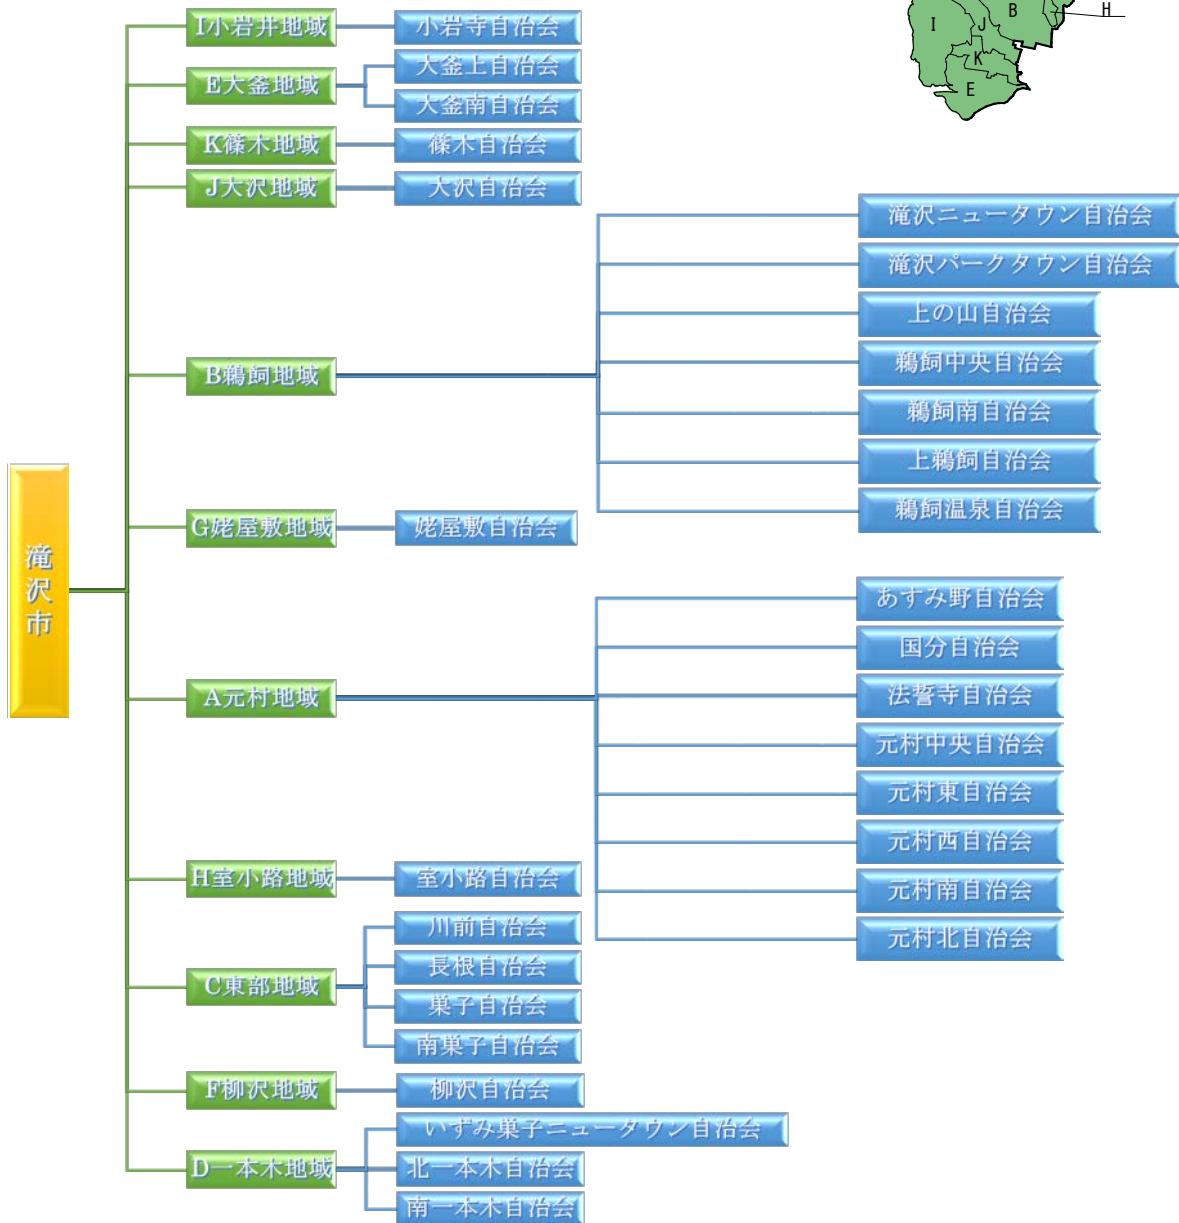 I小岩井地域
小岩寺自治会
E大釜地域
大釜上自治会
大釜南自治会
K篠木地域
篠木自治会
J大沢地域
大沢自治会
I
J
B
H
K
E
B鵜飼地域
滝沢ニュータウン自治会
滝沢パークタウン自治会
上の山自治会
鵜飼中央自治会
鵜飼南自治会
上鵜飼自治会
鵜飼温泉自治会
G姥屋敷地域
姥屋敷自治会
滝沢市
A元村地域
あすみ野自治会
国分自治会
法誓寺自治会
元村中央自治会
元村東自治会
元村西自治会
元村南自治会
元村北自治会
H室小路地域
室小路自治会
C東部地域
川前自治会
長根自治会
巣子自治会
南巣子自治会
F柳沢地域
柳沢自治会
D一本木地域
いずみ巣子ニュータウン自治会
北一本木自治会
南一本木自治会